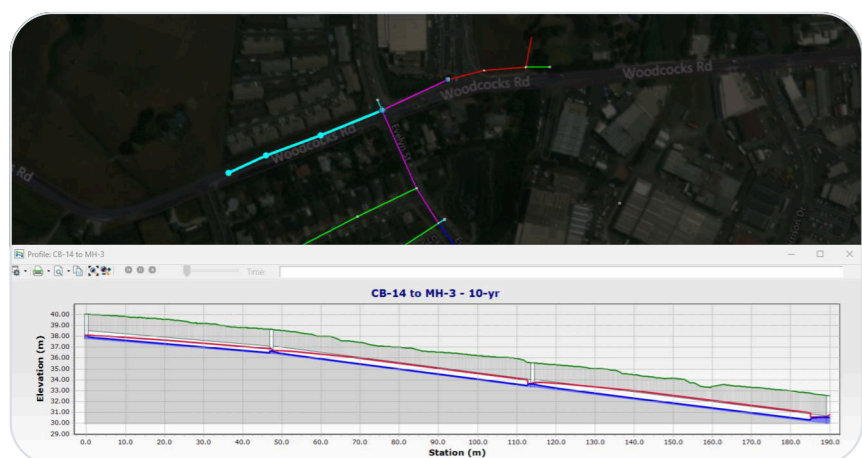 Woodcocks Rd
Woodcocks Rd
Woodcocks Rd
Rd
Profile: CB-14 to MH-3
Time:
CB-14 to MH-3 - 10-yr
Elevation (m)
40.00
39.00
38.00
37.00
36.00
35.00
34.00
33.00
32.00
31.00
30.00
29.00
0.0 10.0 20.0 30.0 40.0 50.0 60.0 70.0 80.0 90.0 100.0 110.0 120.0 130.0 140.0 150.0 160.0 170.0 180.0 190.0
Station (m)